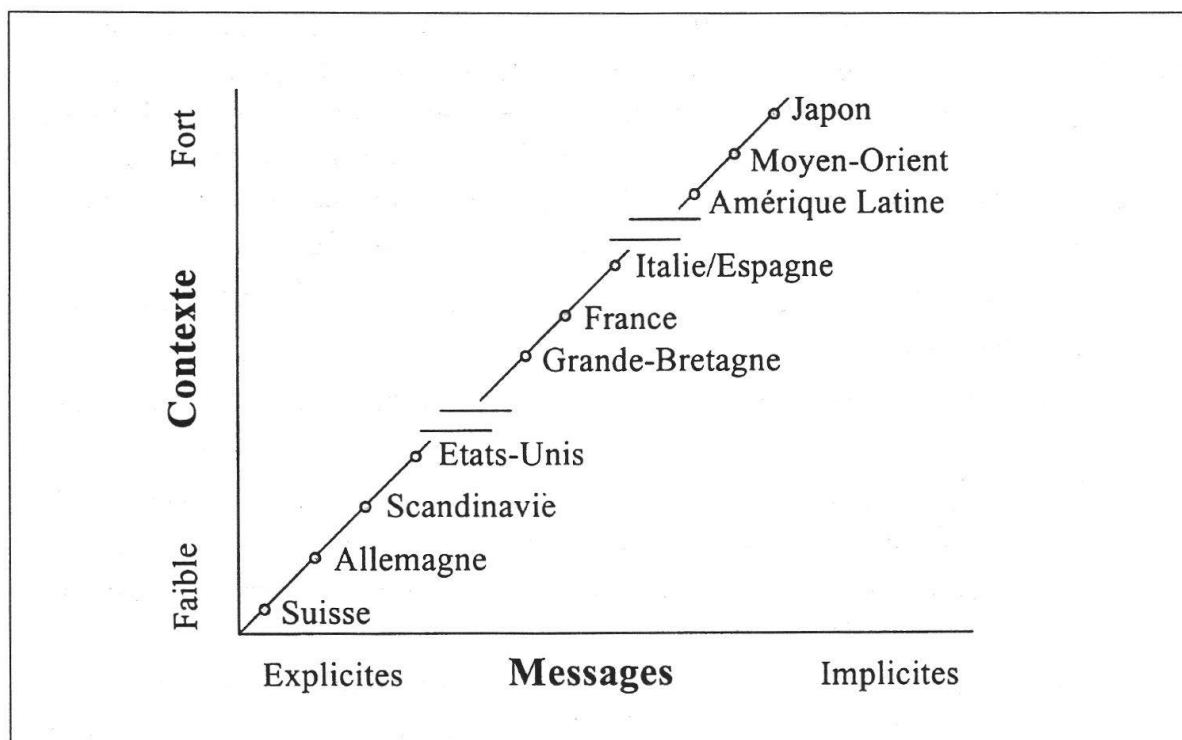 Fort
Contexte
Faible
Japon
Moyen-Orient
Amérique Latine
Italie/Espagne
France
Grande-Bretagne
Etats-Unis
Scandinavie
Allemagne
Suisse
Explicites
Messages
Implicites